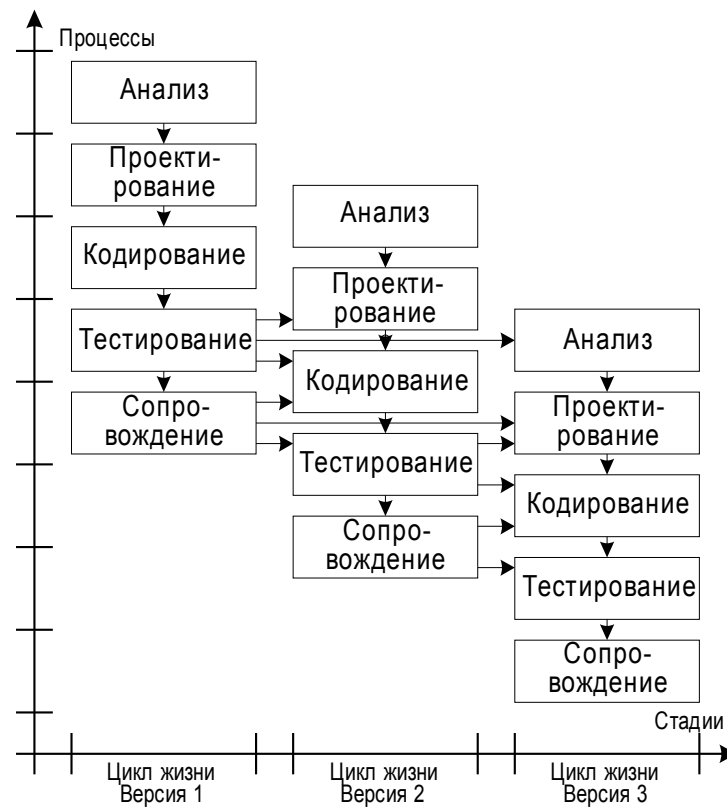 Процессы
Анализ
Проекти-
рование
Кодирование
Тестирование
Сопро-
вождение
Анализ
Проекти-
рование
Кодирование
Тестирование
Сопро-
вождение
Анализ
Проекти-
рование
Кодирование
Тестирование
Сопро-
вождение
Стадии
Цикл жизни
Версия 1
Цикл жизни
Версия 2
Цикл жизни
Версия 3